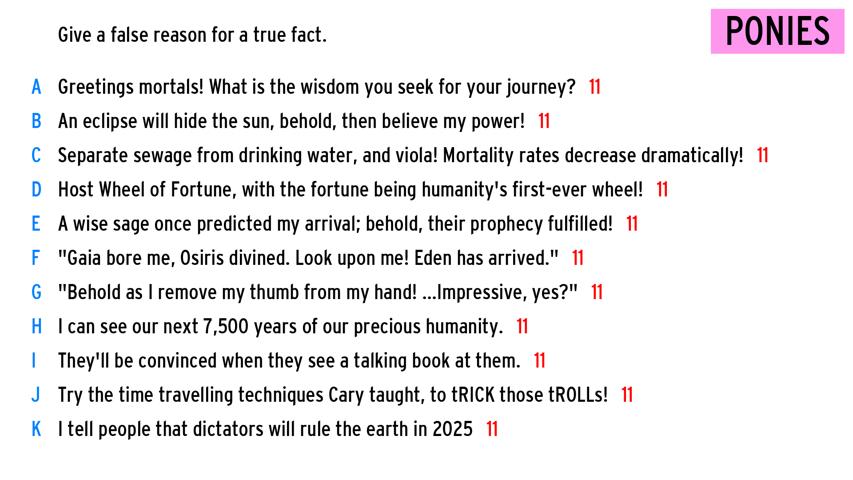 Give a false reason for a true fact.
PONIES
A Greetings mortals! What is the wisdom you seek for your journey? 11
B An eclipse will hide the sun, behold, then believe my power! 11
C Separate sewage from drinking water, and viola! Mortality rates decrease dramatically! 11
D Host Wheel of Fortune, with the fortune being humanity's first-ever wheel! 11
E A wise sage once predicted my arrival; behold, their prophecy fulfilled! 11
F "Gaia bore me, Osiris divined. Look upon me! Eden has arrived." 11
G "Behold as I remove my thumb from my hand! ...Impressive, yes?" 11
H I can see our next 7,500 years of our precious humanity. 11
I They'll be convinced when they see a talking book at them. 11
J Try the time travelling techniques Cary taught, to tRICK those tROLLs! 11
K I tell people that dictators will rule the earth in 2025 11